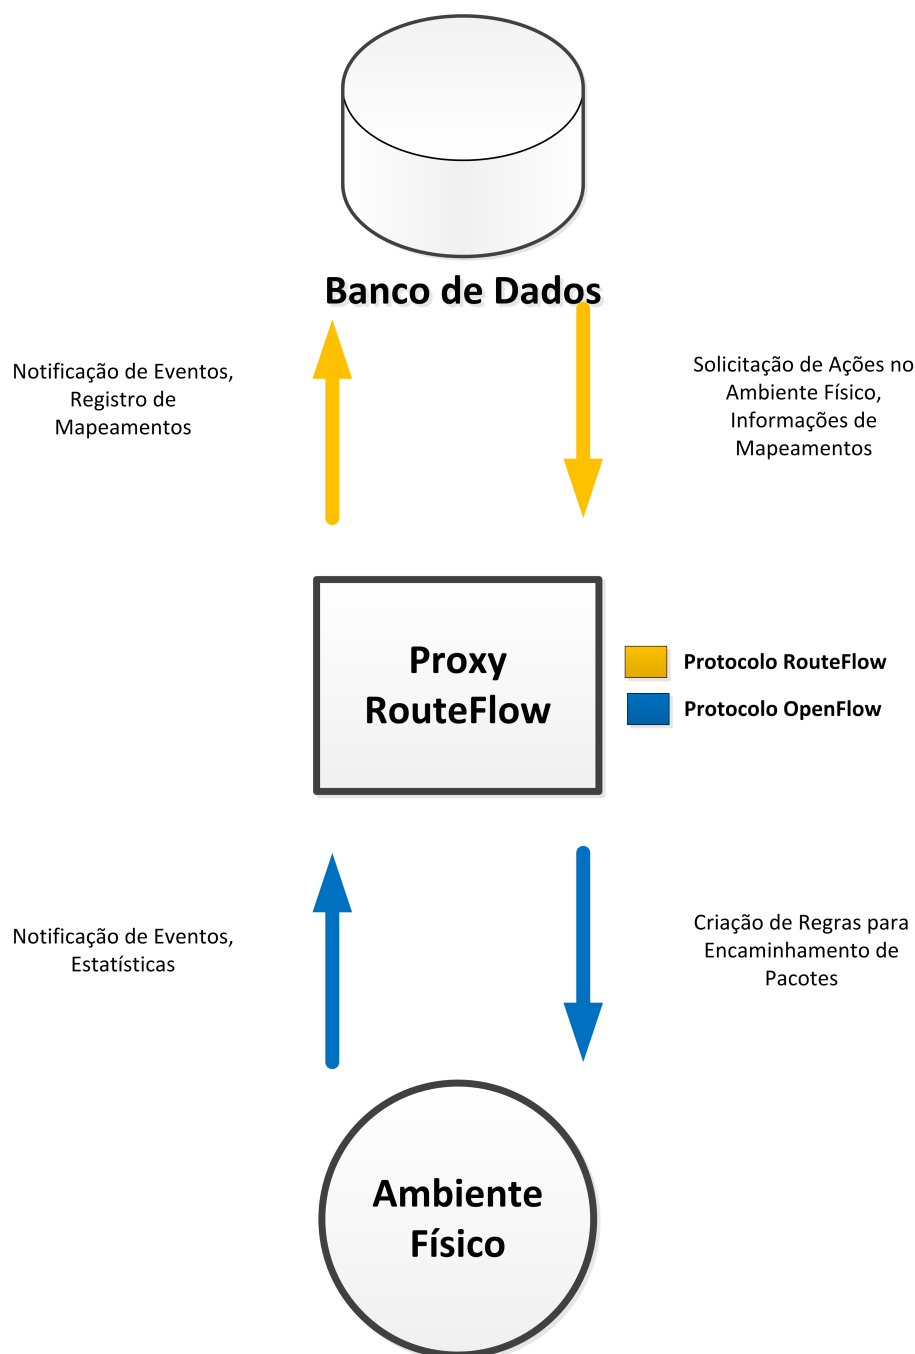 Banco de Dados
Notificação de Eventos,
Registro de
Mapeamentos
Solicitação de Ações no
Ambiente Físico,
Informações de
Mapeamentos
Proxy
RouteFlow
Protocolo RouteFlow
Protocolo OpenFlow
Notificação de Eventos,
Estatísticas
Criação de Regras para
Encaminhamento de
Pacotes
Ambiente
Físico